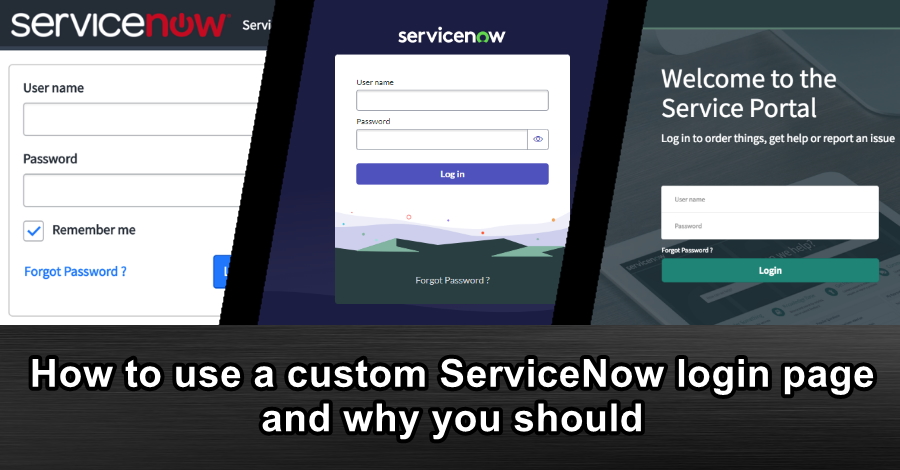 servicenow
Servi
User name
Password
Remember me
Forgot Password ?
servicenow
User name
Password
Log in
Forgot Password ?
Welcome to the
Service Portal
Log in to order things, get help or report an issue
User name
Password
Forgot Password ?
Login
How to use a custom ServiceNow login page
and why you should